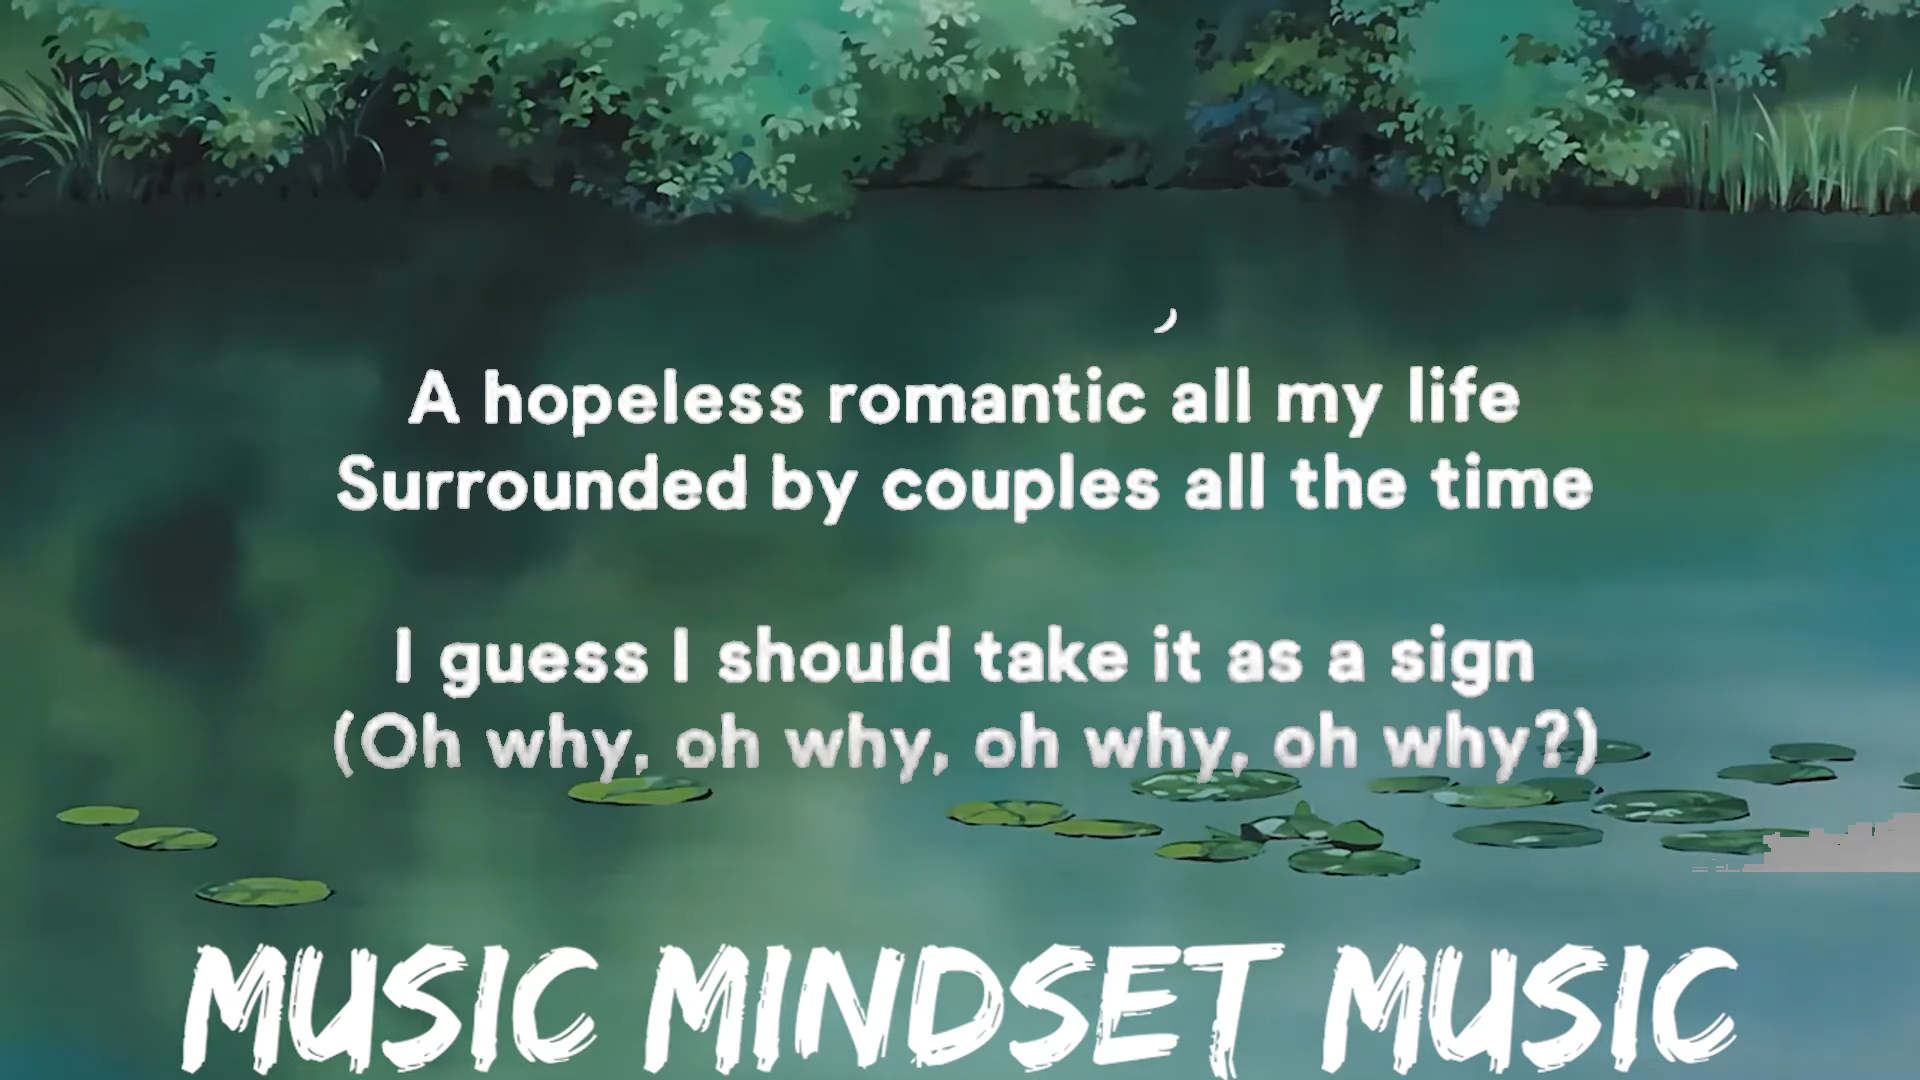 A hopeless romantic all my life
Surrounded by couples all the time
I guess I should take it as a sign
(Oh why, oh why, oh why, oh why?)
MUSIC MINDSET MUSIC